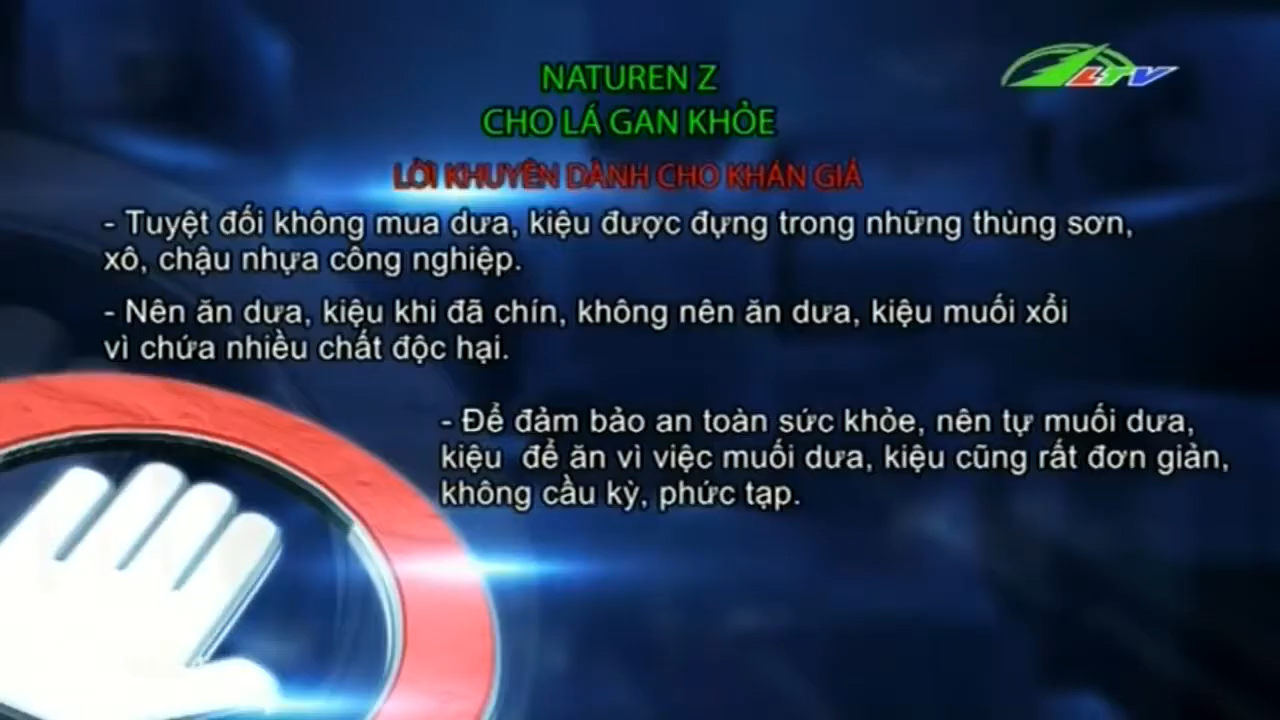 NATUREN Z
CHO LÁ GAN KHỎE
LTV
LỜI KHUYÊN DÀNH CHO KHÁN GIẢ
- Tuyệt đối không mua dưa, kiệu được đựng trong những thùng sơn,
xô, chậu nhựa công nghiệp.
- Nên ăn dưa, kiệu khi đã chín, không nên ăn dưa, kiệu muối xổi
vì chứa nhiều chất độc hại.
- Để đảm bảo an toàn sức khỏe, nên tự muối dưa,
kiệu để ăn vì việc muối dưa, kiệu cũng rất đơn giản,
không cầu kỳ, phức tạp.